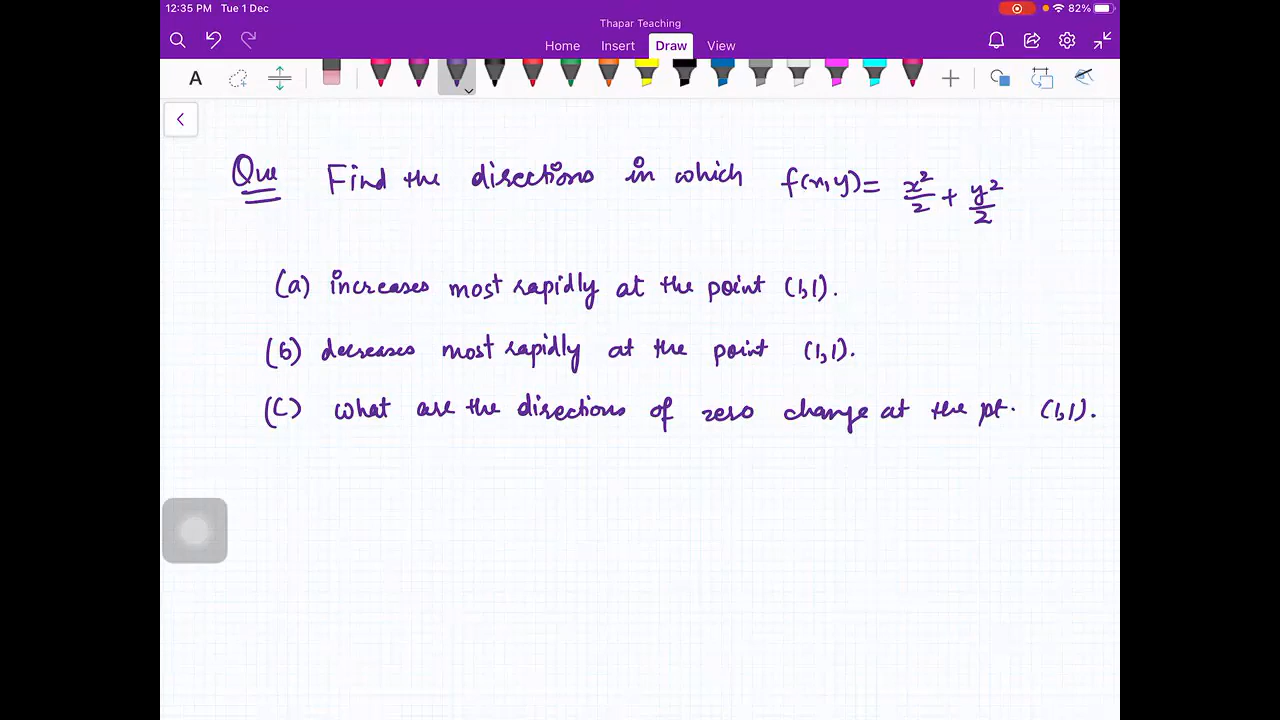 12:35 PM Tue 1 Dec 82%
Thapar Teaching
Home Insert Draw View
A
Que Find the directions in which f(x,y) = x²/2 + y²/2
(a) increases most rapidly at the point (1,1).
(b) decreases most rapidly at the point (1,1).
(C) what are the directions of zero change at the pt. (1,1).